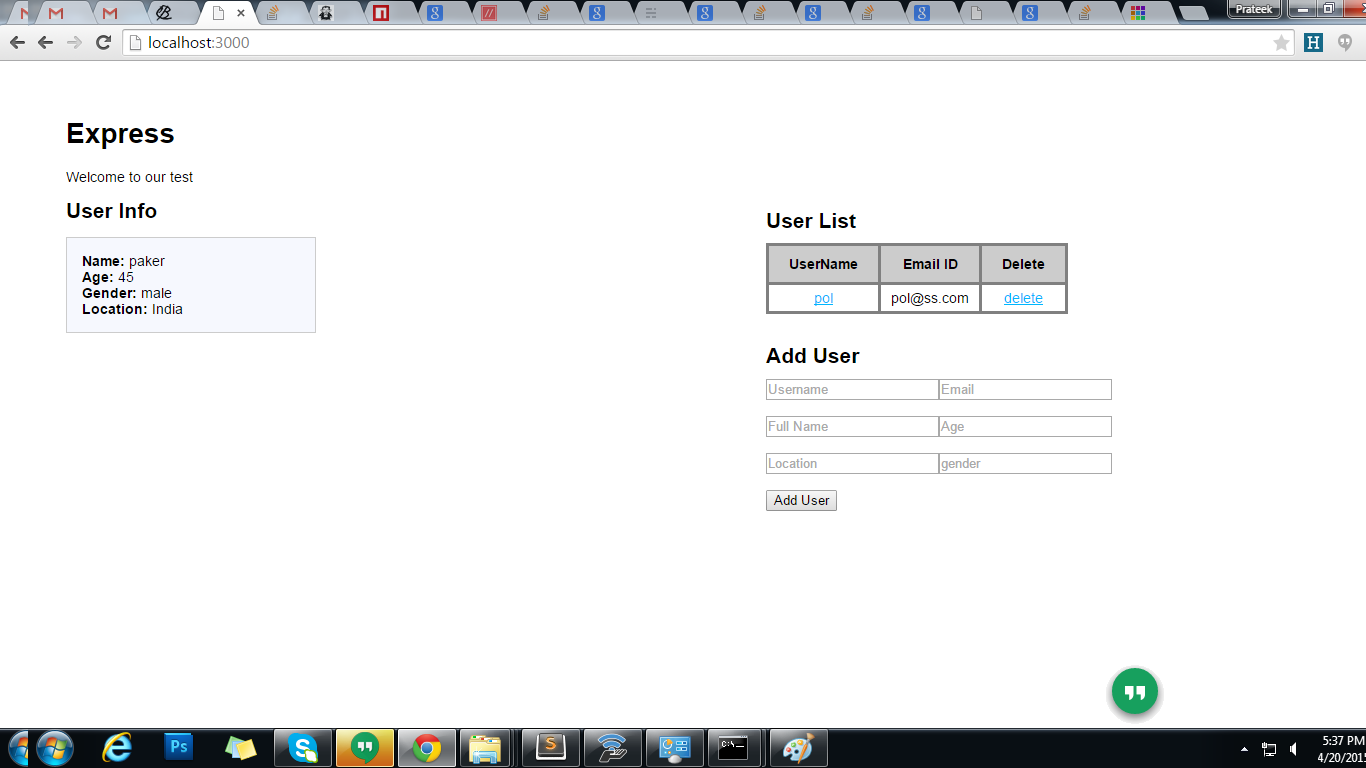 Prateek
localhost:3000
Express
Welcome to our test
User Info
Name: paker
Age: 45
Gender: male
Location: India
User List
UserName Email ID Delete
pol pol@ss.com delete
Add User
Username Email
Full Name Age
Location gender
Add User
Ps
5:37 PM
4/20/201